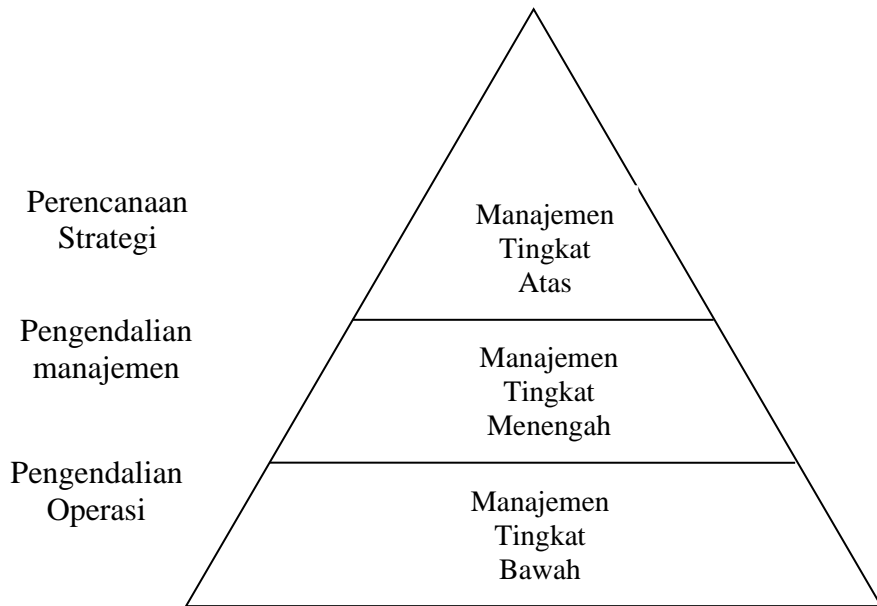 Perencanaan
Strategi
Manajemen
Tingkat
Atas
Pengendalian
manajemen
Manajemen
Tingkat
Menengah
Pengendalian
Operasi
Manajemen
Tingkat
Bawah